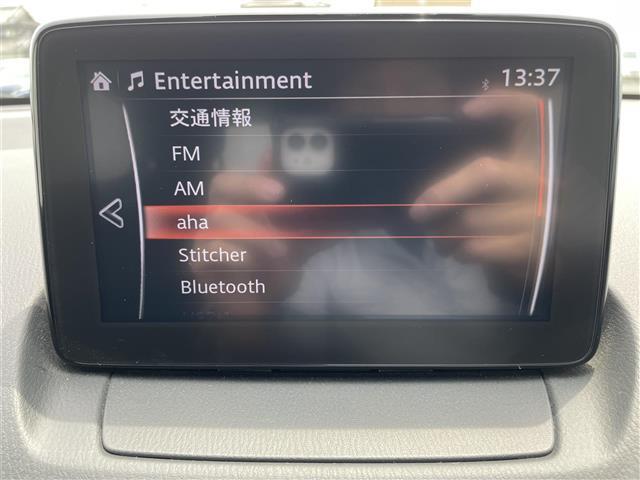 Entertainment 13:37
交通情報
FM
AM
aha
Stitcher
Bluetooth